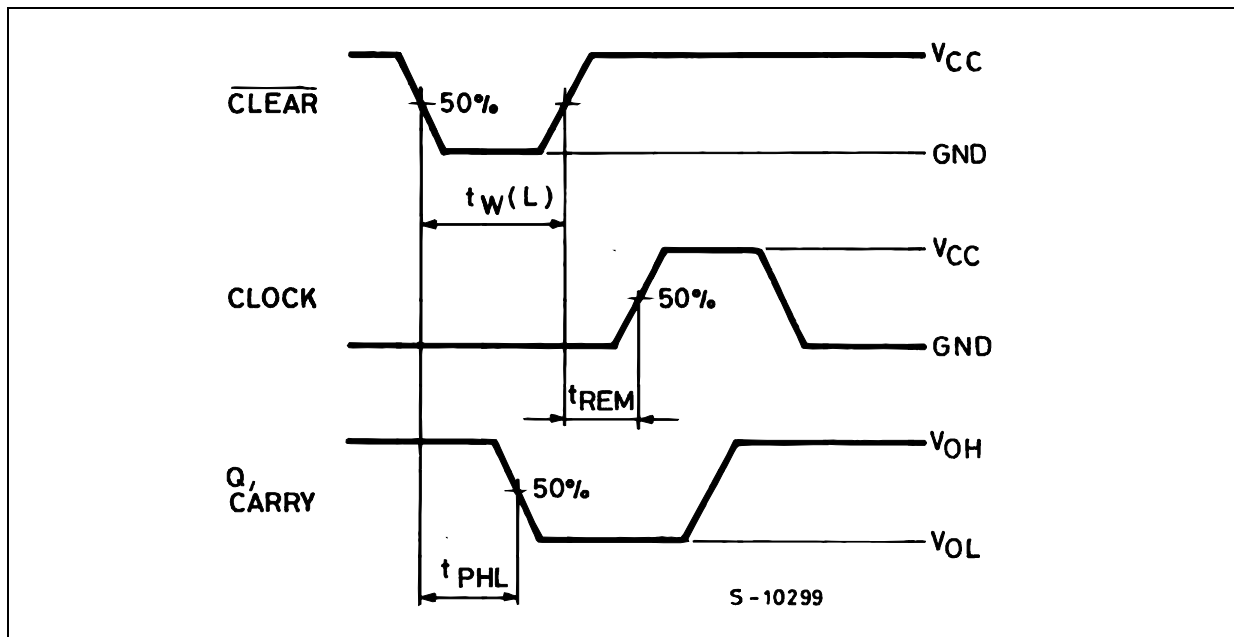 VCC
CLEAR
50%
GND
tW(L)
VCC
CLOCK
50%
GND
tREM
VOH
Q,
CARRY
50%
VOL
tPHL
S-10299